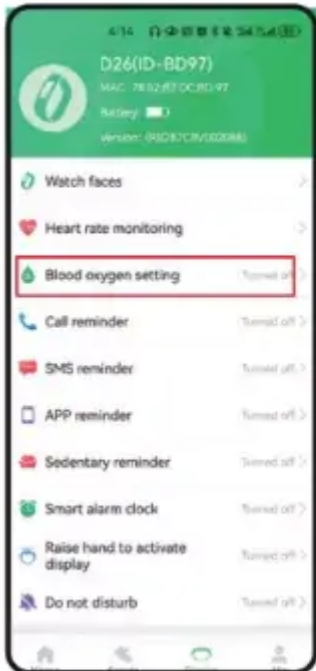 D26(ID-BD97)
Watch faces
Heart rate monitoring
Blood oxygen setting
Turned off
Call reminder
Turned off
SMS reminder
Turned off
APP reminder
Turned off
Sedentary reminder
Turned off
Smart alarm clock
Turned off
Raise hand to activate
display
Turned off
Do not disturb
Turned off